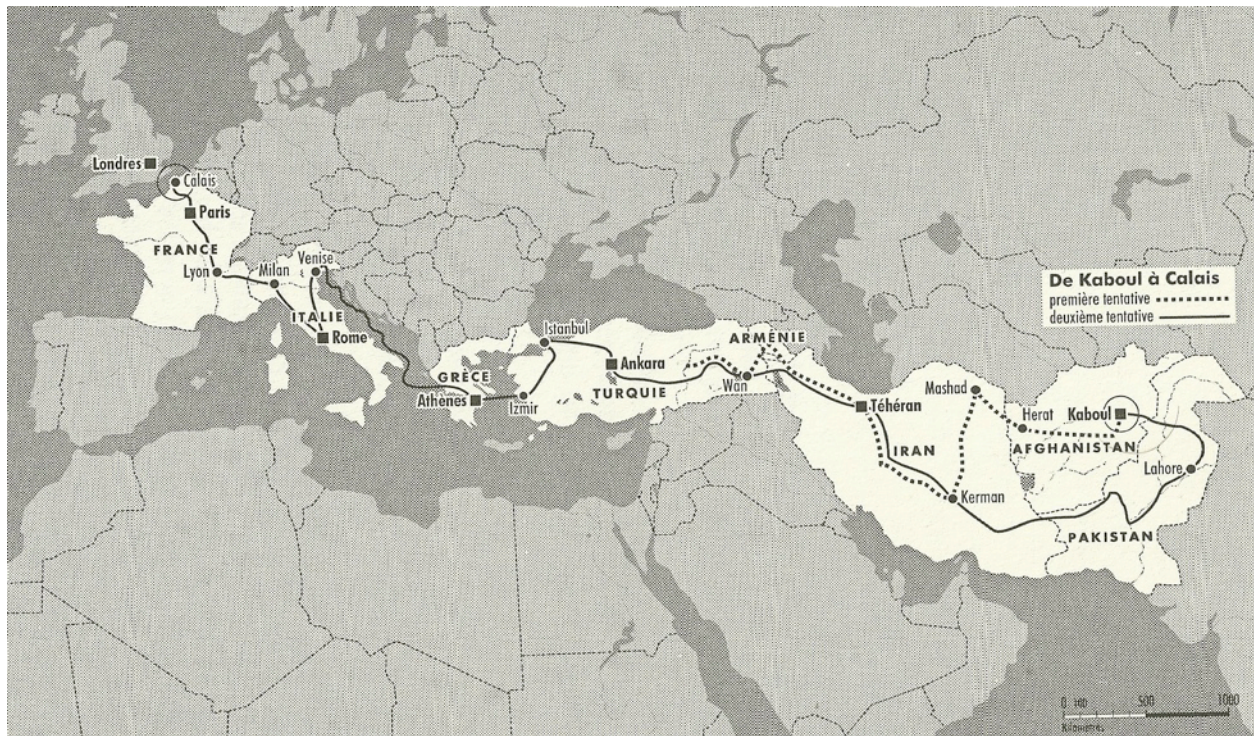 Londres
Calais
Paris
FRANCE
Lyon
Milan
Venise
ITALIE
Rome
GRÈCE
Athènes
Izmir
Istanbul
Ankara
TURQUIE
ARMÉNIE
Wan
Téhéran
IRAN
Mashad
Herat
Kaboul
AFGHANISTAN
Lahore
Kerman
PAKISTAN
De Kaboul à Calais
première tentative
deuxième tentative
0 100 500 1000
Kilomètres